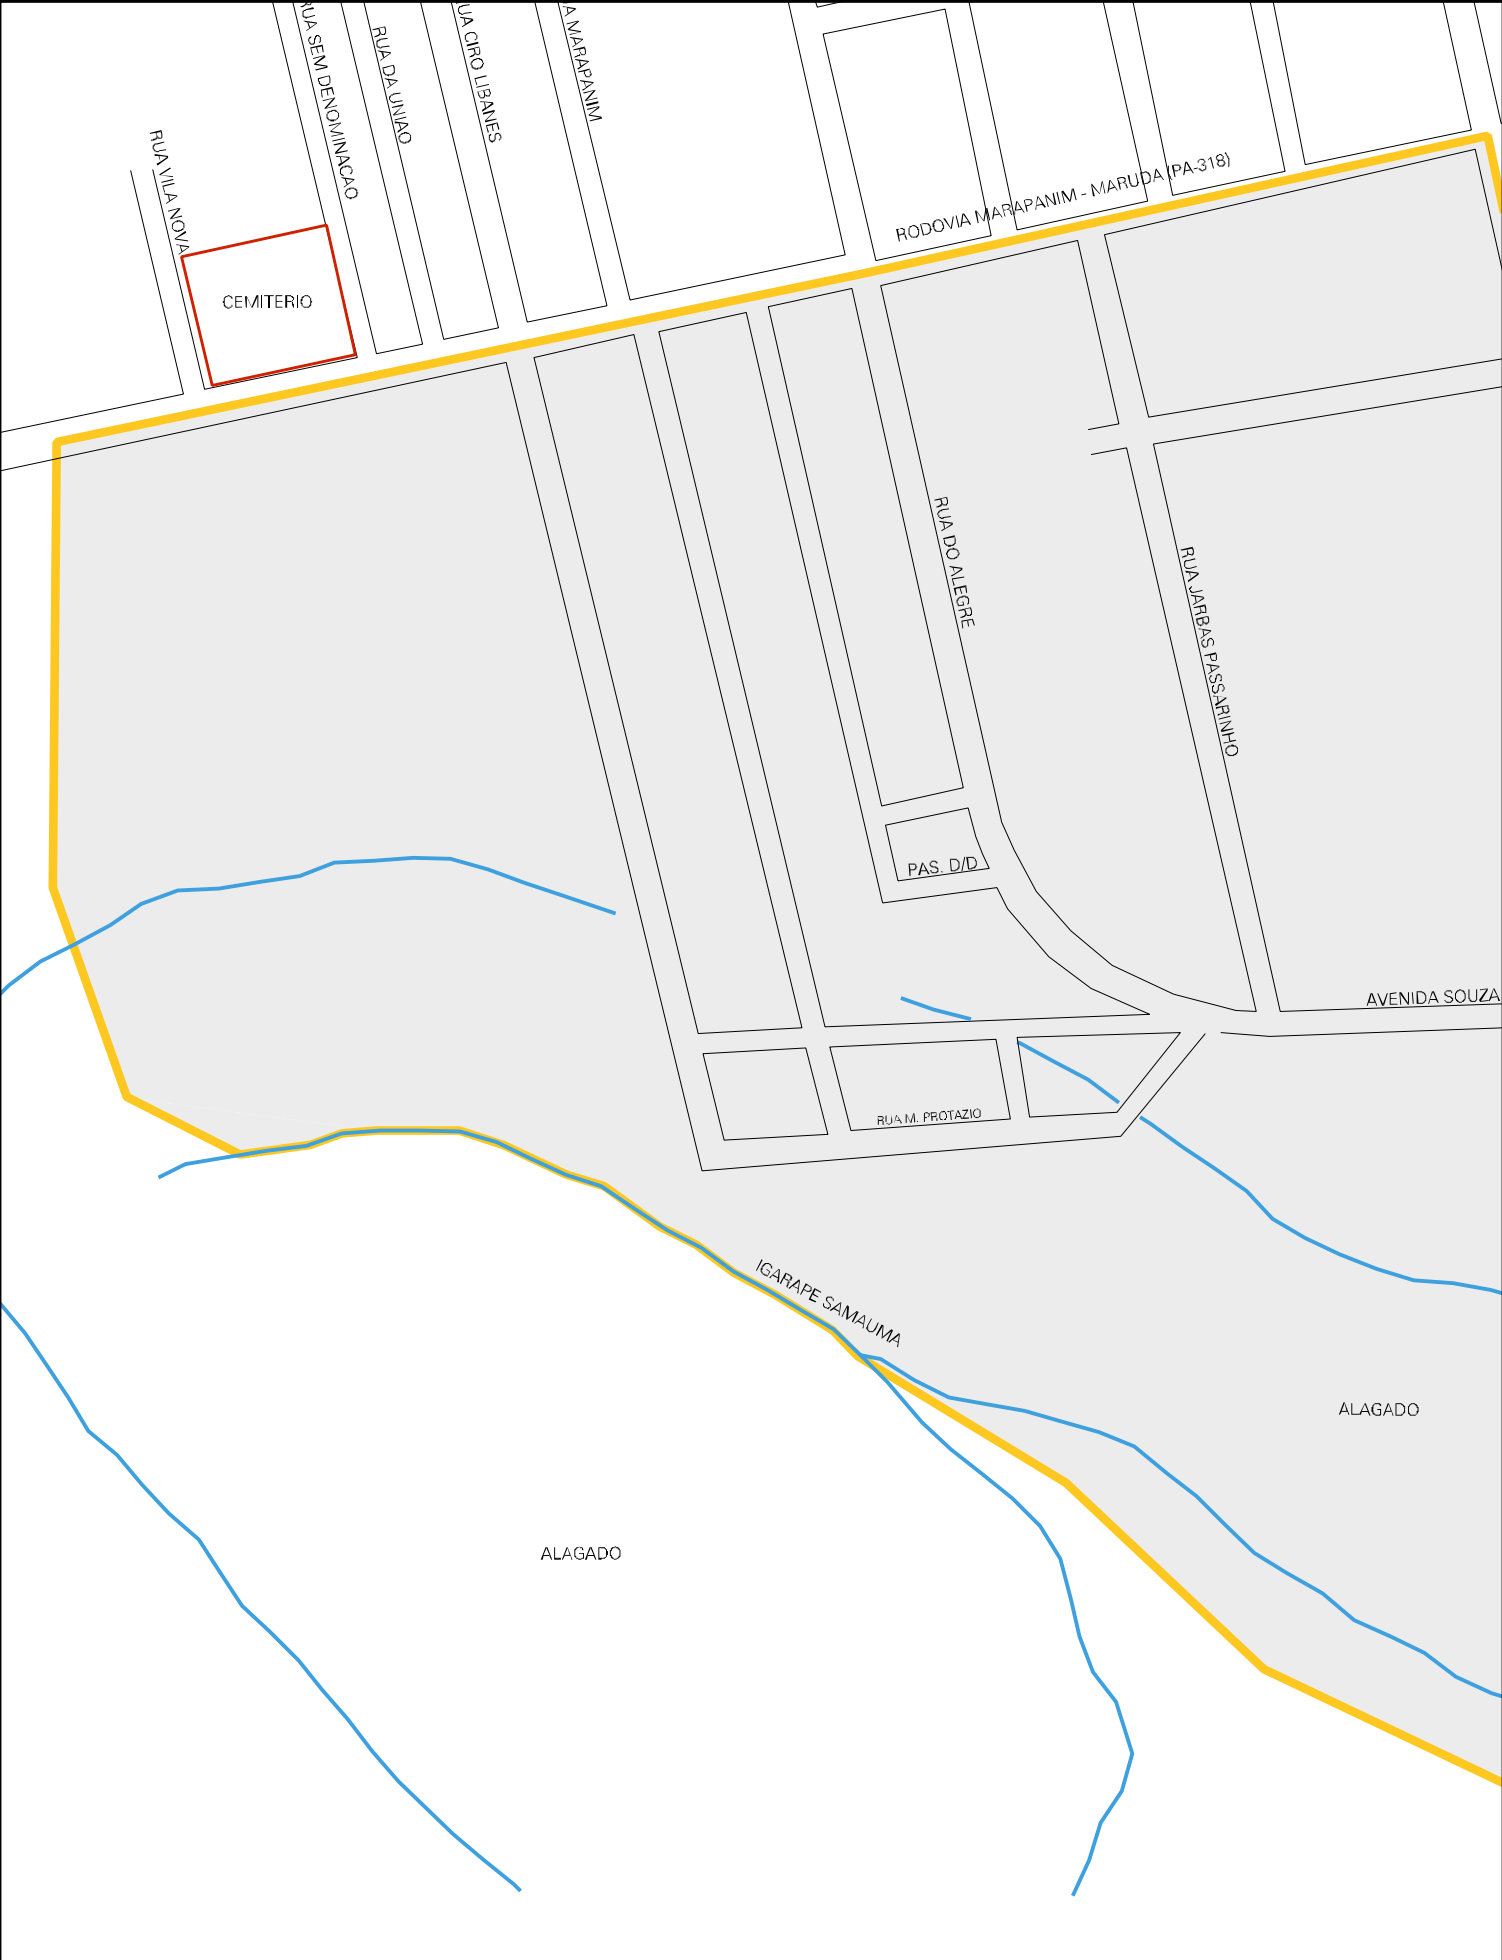 RUA SEM DENOMINACAO
RUA DA UNIAO
UA CIRO LIBANES
A MARAPANIM
RUA VILA NOVA
RODOVIA MARAPANIM - MARUDA (PA-318)
CEMITERIO
RUA DO ALEGRE
RUA JARBAS PASSARINHO
PAS. D/D
AVENIDA SOUZA
RUA M. PROTAZIO
IGARAPE SAMAUMA
ALAGADO
ALAGADO